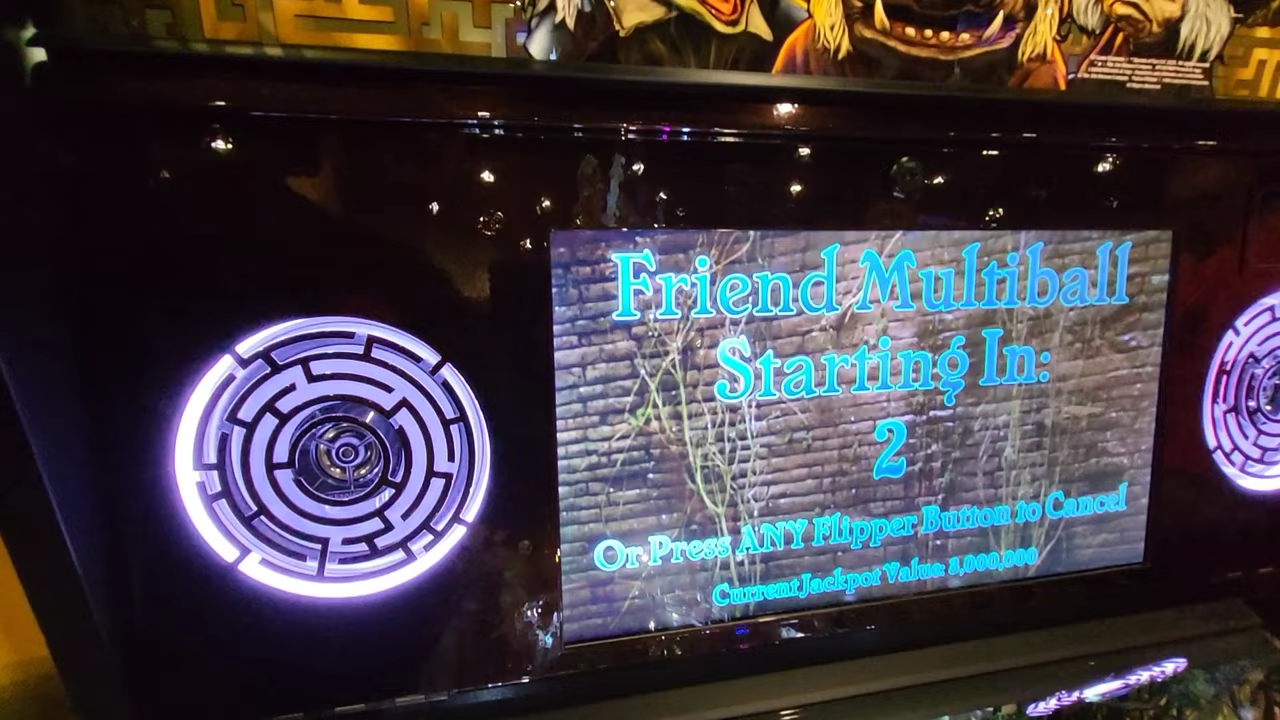 Friend Multiball
Starting In:
2
Or Press ANY Flipper Button to Cancel
Current Jackpot Value: 3,000,000